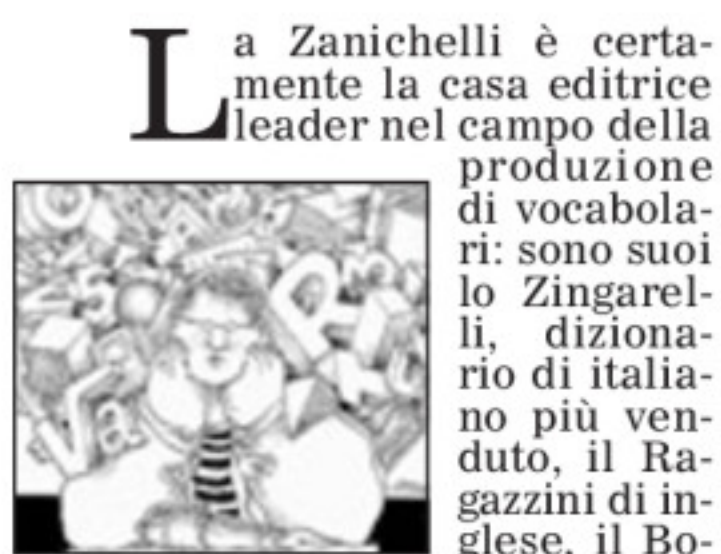 La Zanichelli è certa-
mente la casa editrice
leader nel campo della
produzione
di vocabola-
ri: sono suoi
lo Zingarel-
li, diziona-
rio di italia-
no più ven-
duto, il Ra-
gazzini di in-
glese, il Bo-